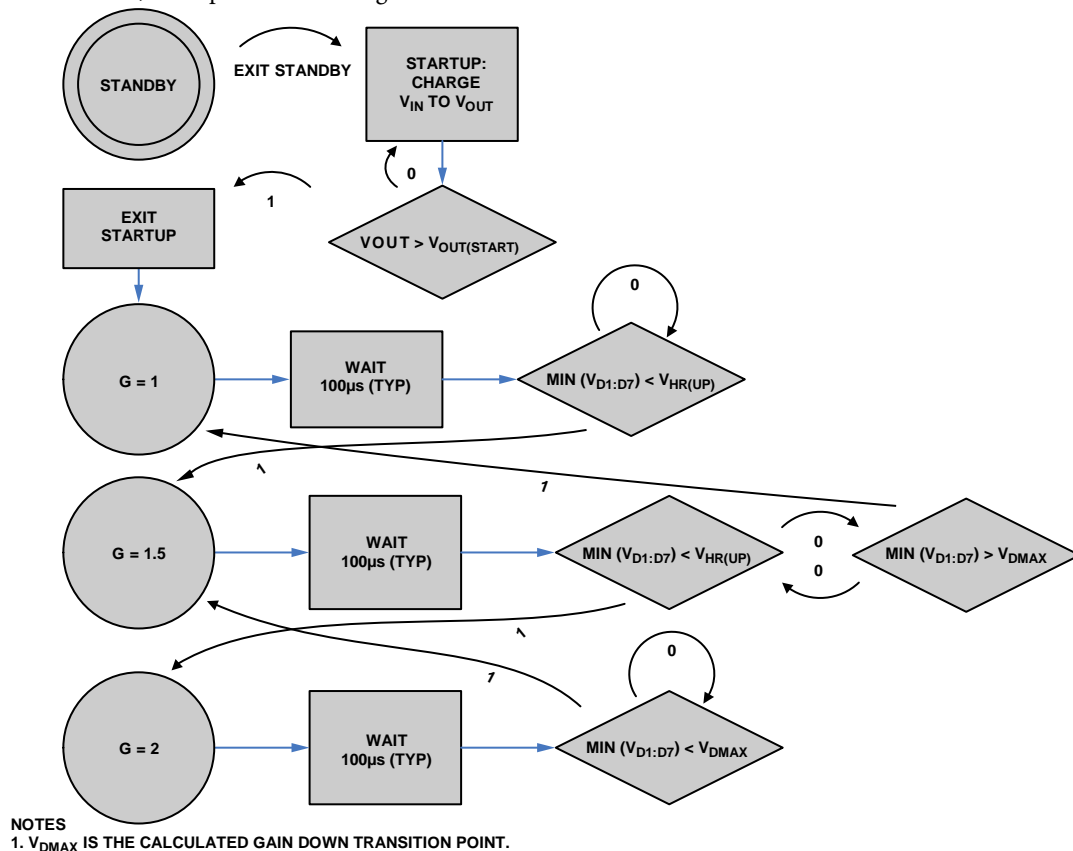 STANDBY
EXIT STANDBY
STARTUP:
CHARGE
VIN TO VOUT
0
1
EXIT
STARTUP
VOUT > VOUT(START)
0
G = 1
WAIT
100µs (TYP)
MIN (VD1:D7) < VHR(UP)
1
1
G = 1.5
WAIT
100µs (TYP)
MIN (VD1:D7) < VHR(UP)
0
0
MIN (VD1:D7) > VDMAX
1
1
0
G = 2
WAIT
100µs (TYP)
MIN (VD1:D7) < VDMAX
NOTES
1. VDMAX IS THE CALCULATED GAIN DOWN TRANSITION POINT.